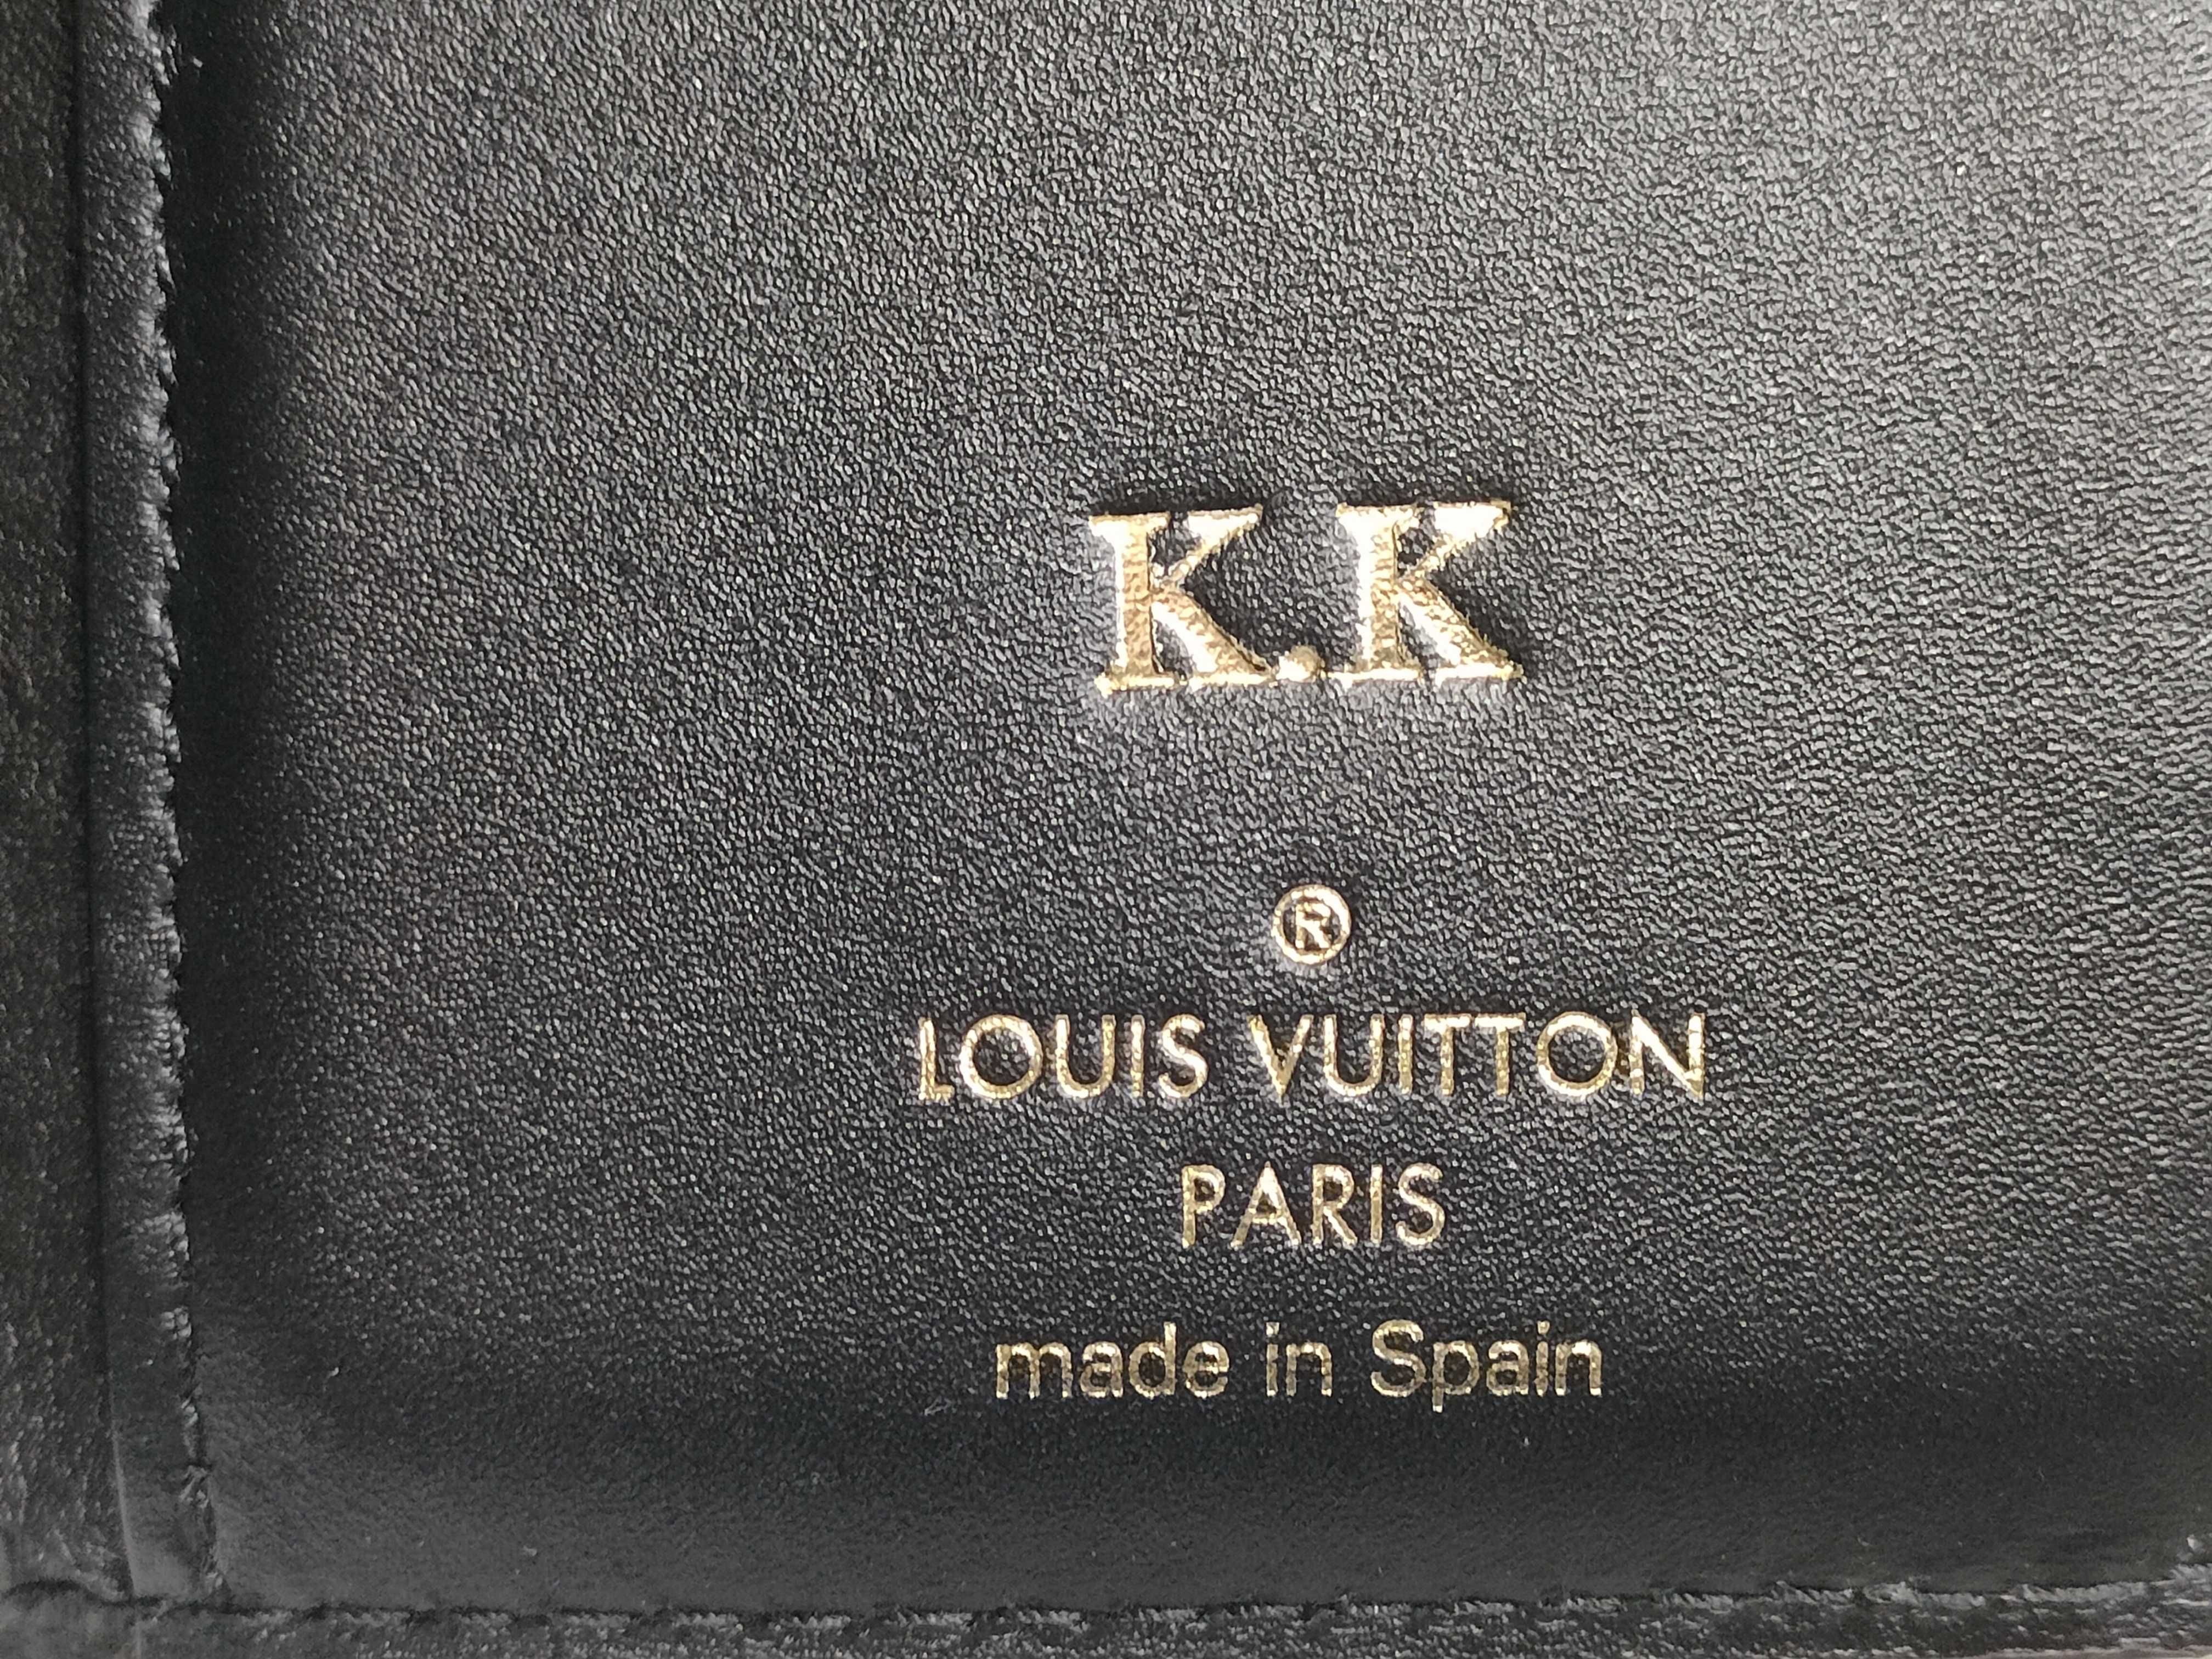 K.K
®
LOUIS VUITTON
PARIS
made in Spain